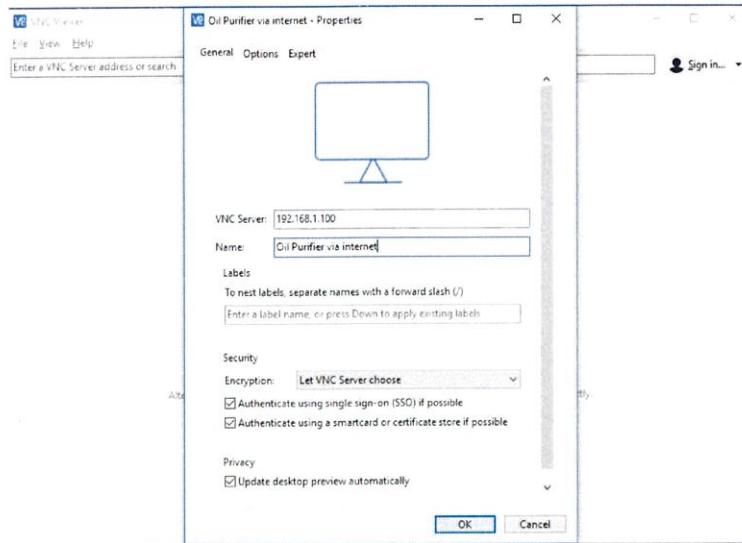 VNC Viewer
File View Help
Enter a VNC Server address or search
Sign in...
Oil Purifier via internet - Properties
General Options Expert
VNC Server: 192.168.1.100
Name: Oil Purifier via internet
Labels
To nest labels, separate names with a forward slash (/)
Enter a label name, or press Down to apply existing labels
Security
Encryption: Let VNC Server choose
Authenticate using single sign-on (SSO) if possible
Authenticate using a smartcard or certificate store if possible
Privacy
Update desktop preview automatically
OK Cancel